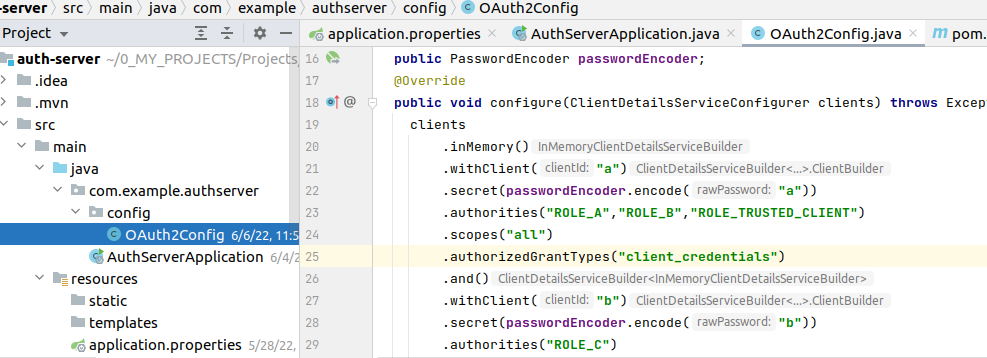 -server › src › main › java › com › example › authserver › config › OAuth2Config
Project
application.properties
AuthServerApplication.java
OAuth2Config.java
pom.
auth-server ~/0_MY_PROJECTS/Projects
.idea
.mvn
src
main
java
com.example.authserver
config
OAuth2Config 6/6/22, 11:5
AuthServerApplication 6/4/2
resources
static
templates
application.properties 5/28/22,
16 public PasswordEncoder passwordEncoder;
17 @Override
18 @ public void configure(ClientDetailsServiceConfigurer clients) throws Except
19 clients
20 .inMemory() InMemoryClientDetailsServiceBuilder
21 .withClient( clientId: "a") ClientDetailsServiceBuilder<...>.ClientBuilder
22 .secret(passwordEncoder.encode( rawPassword: "a"))
23 .authorities("ROLE_A","ROLE_B","ROLE_TRUSTED_CLIENT")
24 .scopes("all")
25 .authorizedGrantTypes("client_credentials")
26 .and() ClientDetailsServiceBuilder<InMemoryClientDetailsServiceBuilder>
27 .withClient( clientId: "b") ClientDetailsServiceBuilder<...>.ClientBuilder
28 .secret(passwordEncoder.encode( rawPassword: "b"))
29 .authorities("ROLE_C")